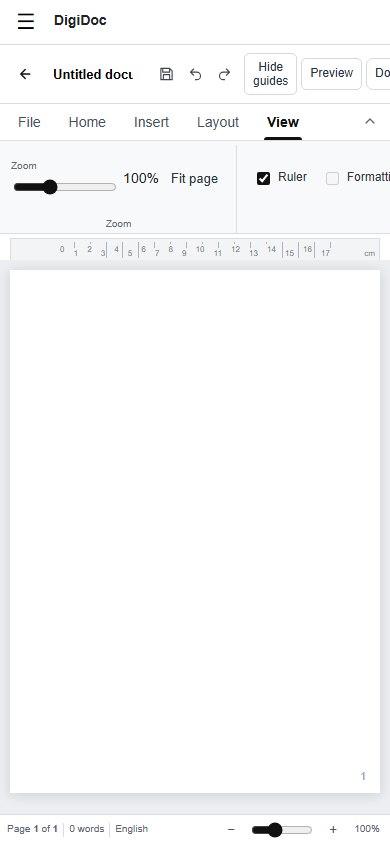 DigiDoc
Untitled docu
Hide guides
Preview
Do
File Home Insert Layout View
Zoom
100% Fit page
Ruler
Formatti
Zoom
0 1 2 3 4 5 6 7 8 9 10 11 12 13 14 15 16 17 cm
1
Page 1 of 1 0 words English
− + 100%